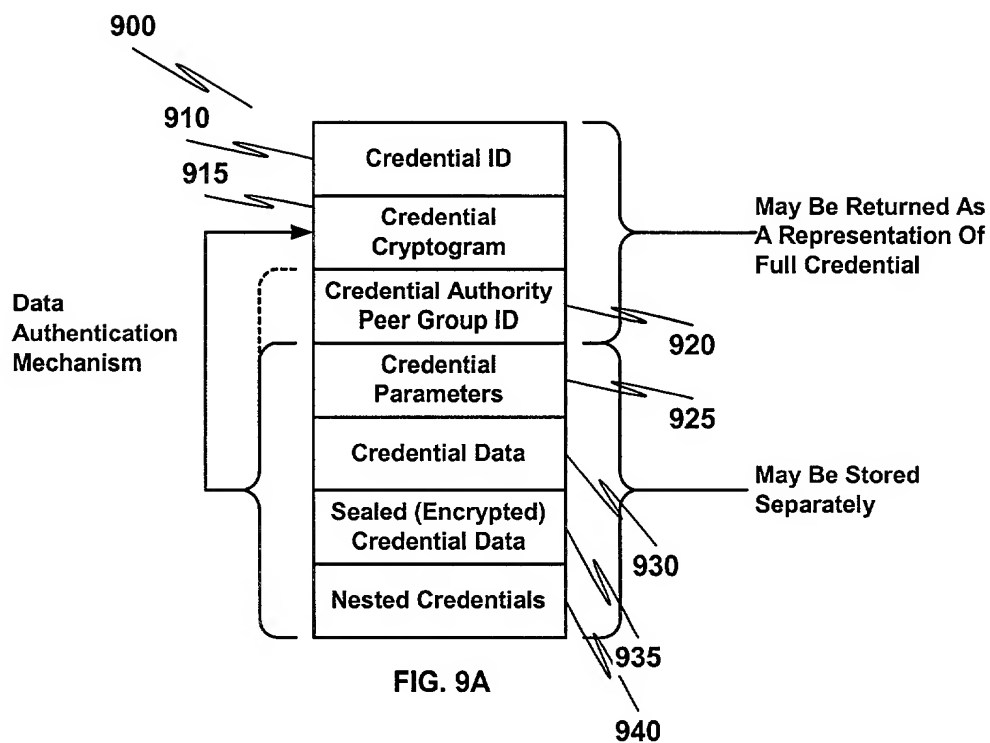 900
910
915
Credential ID
Credential
Cryptogram
Credential Authority
Peer Group ID
Credential
Parameters
Credential Data
Sealed (Encrypted)
Credential Data
Nested Credentials
Data
Authentication
Mechanism
May Be Returned As
A Representation Of
Full Credential
920
925
May Be Stored
Separately
930
935
940
FIG. 9A